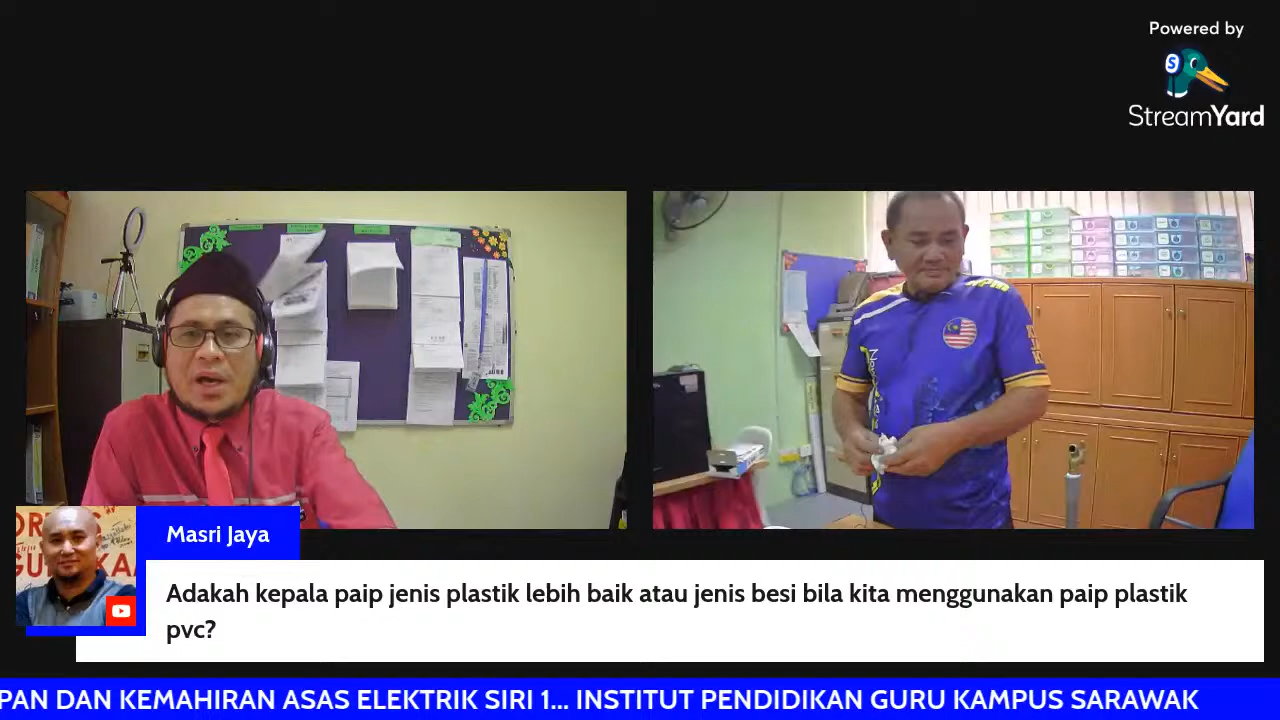 Powered by
StreamYard
Masri Jaya
Adakah kepala paip jenis plastik lebih baik atau jenis besi bila kita menggunakan paip plastik
pvc?
PAN DAN KEMAHIRAN ASAS ELEKTRIK SIRI 1... INSTITUT PENDIDIKAN GURU KAMPUS SARAWAK